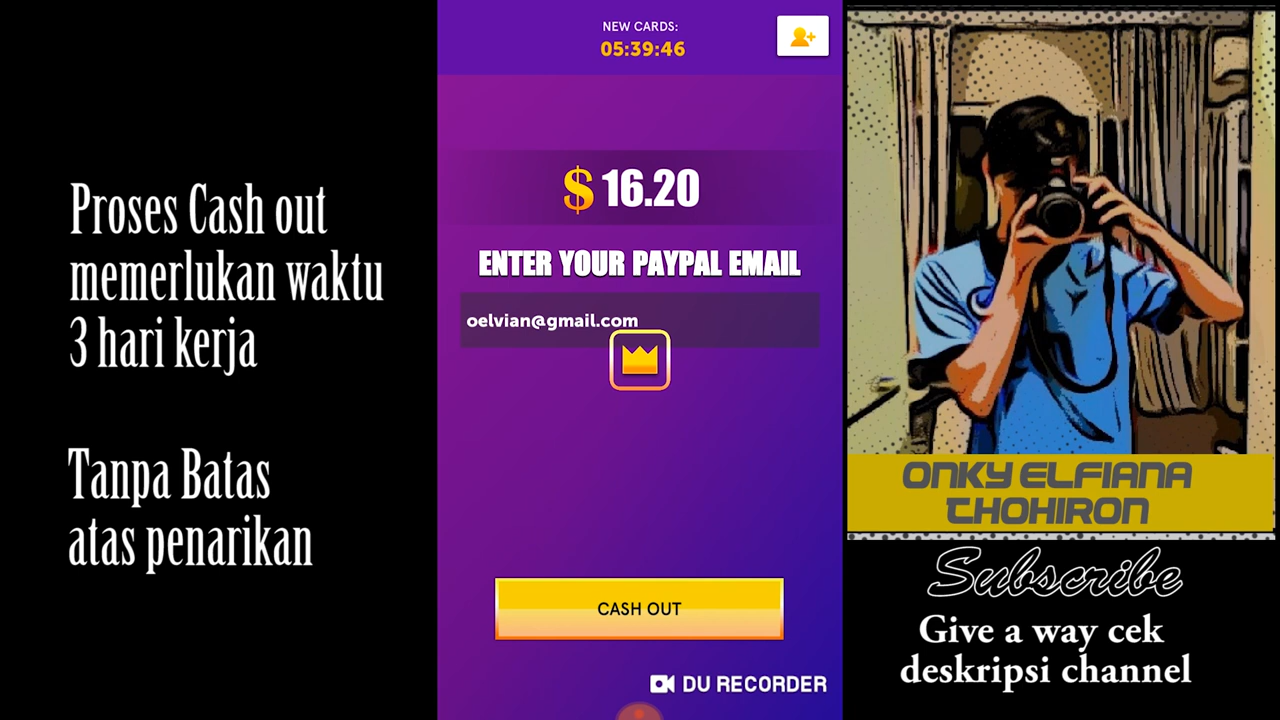 Proses Cash out
memerlukan waktu
3 hari kerja
Tanpa Batas
atas penarikan
NEW CARDS:
05:39:46
$ 16.20
ENTER YOUR PAYPAL EMAIL
oelvian@gmail.com
CASH OUT
DU RECORDER
ONKY ELFIANA
THOHIRON
Subscribe
Give a way cek
deskripsi channel